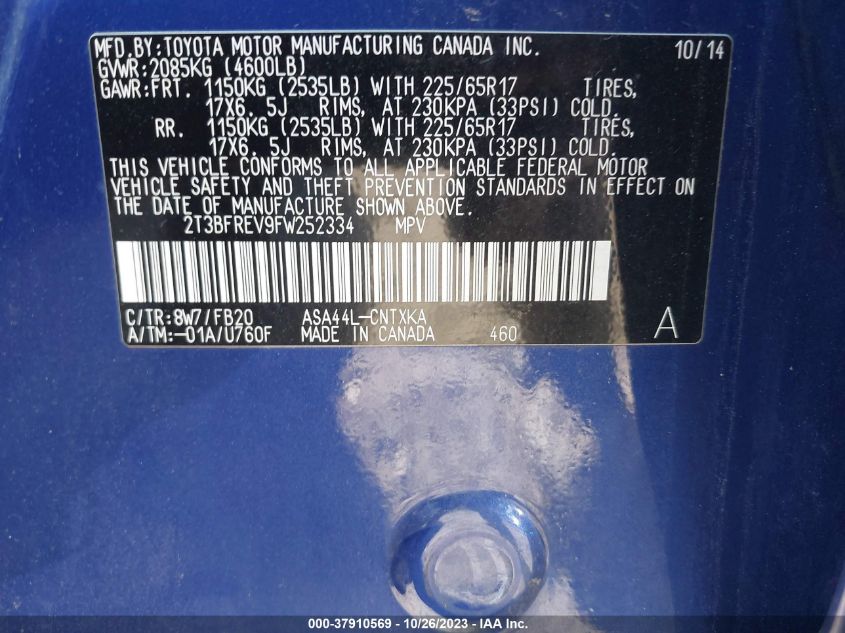 MFD. BY: TOYOTA MOTOR MANUFACTURING CANADA INC. 10/14
GVWR: 2085KG (4600LB)
GAWR: FRT. 1150KG (2535LB) WITH 225/65R17 TIRES,
17X6. 5J RIMS, AT 230KPA (33PSI) COLD.
RR. 1150KG (2535LB) WITH 225/65R17 TIRES,
17X6. 5J RIMS, AT 230KPA (33PSI) COLD.
THIS VEHICLE CONFORMS TO ALL APPLICABLE FEDERAL MOTOR
VEHICLE SAFETY AND THEFT PREVENTION STANDARDS IN EFFECT ON
THE DATE OF MANUFACTURE SHOWN ABOVE.
2T3BFREV9FW252334 MPV
C/TR: 8W7/FB20 ASA44L-CNTXKA
A/TM: -01A/U760F MADE IN CANADA 460 A
000-37910569 - 10/26/2023 - IAA Inc.